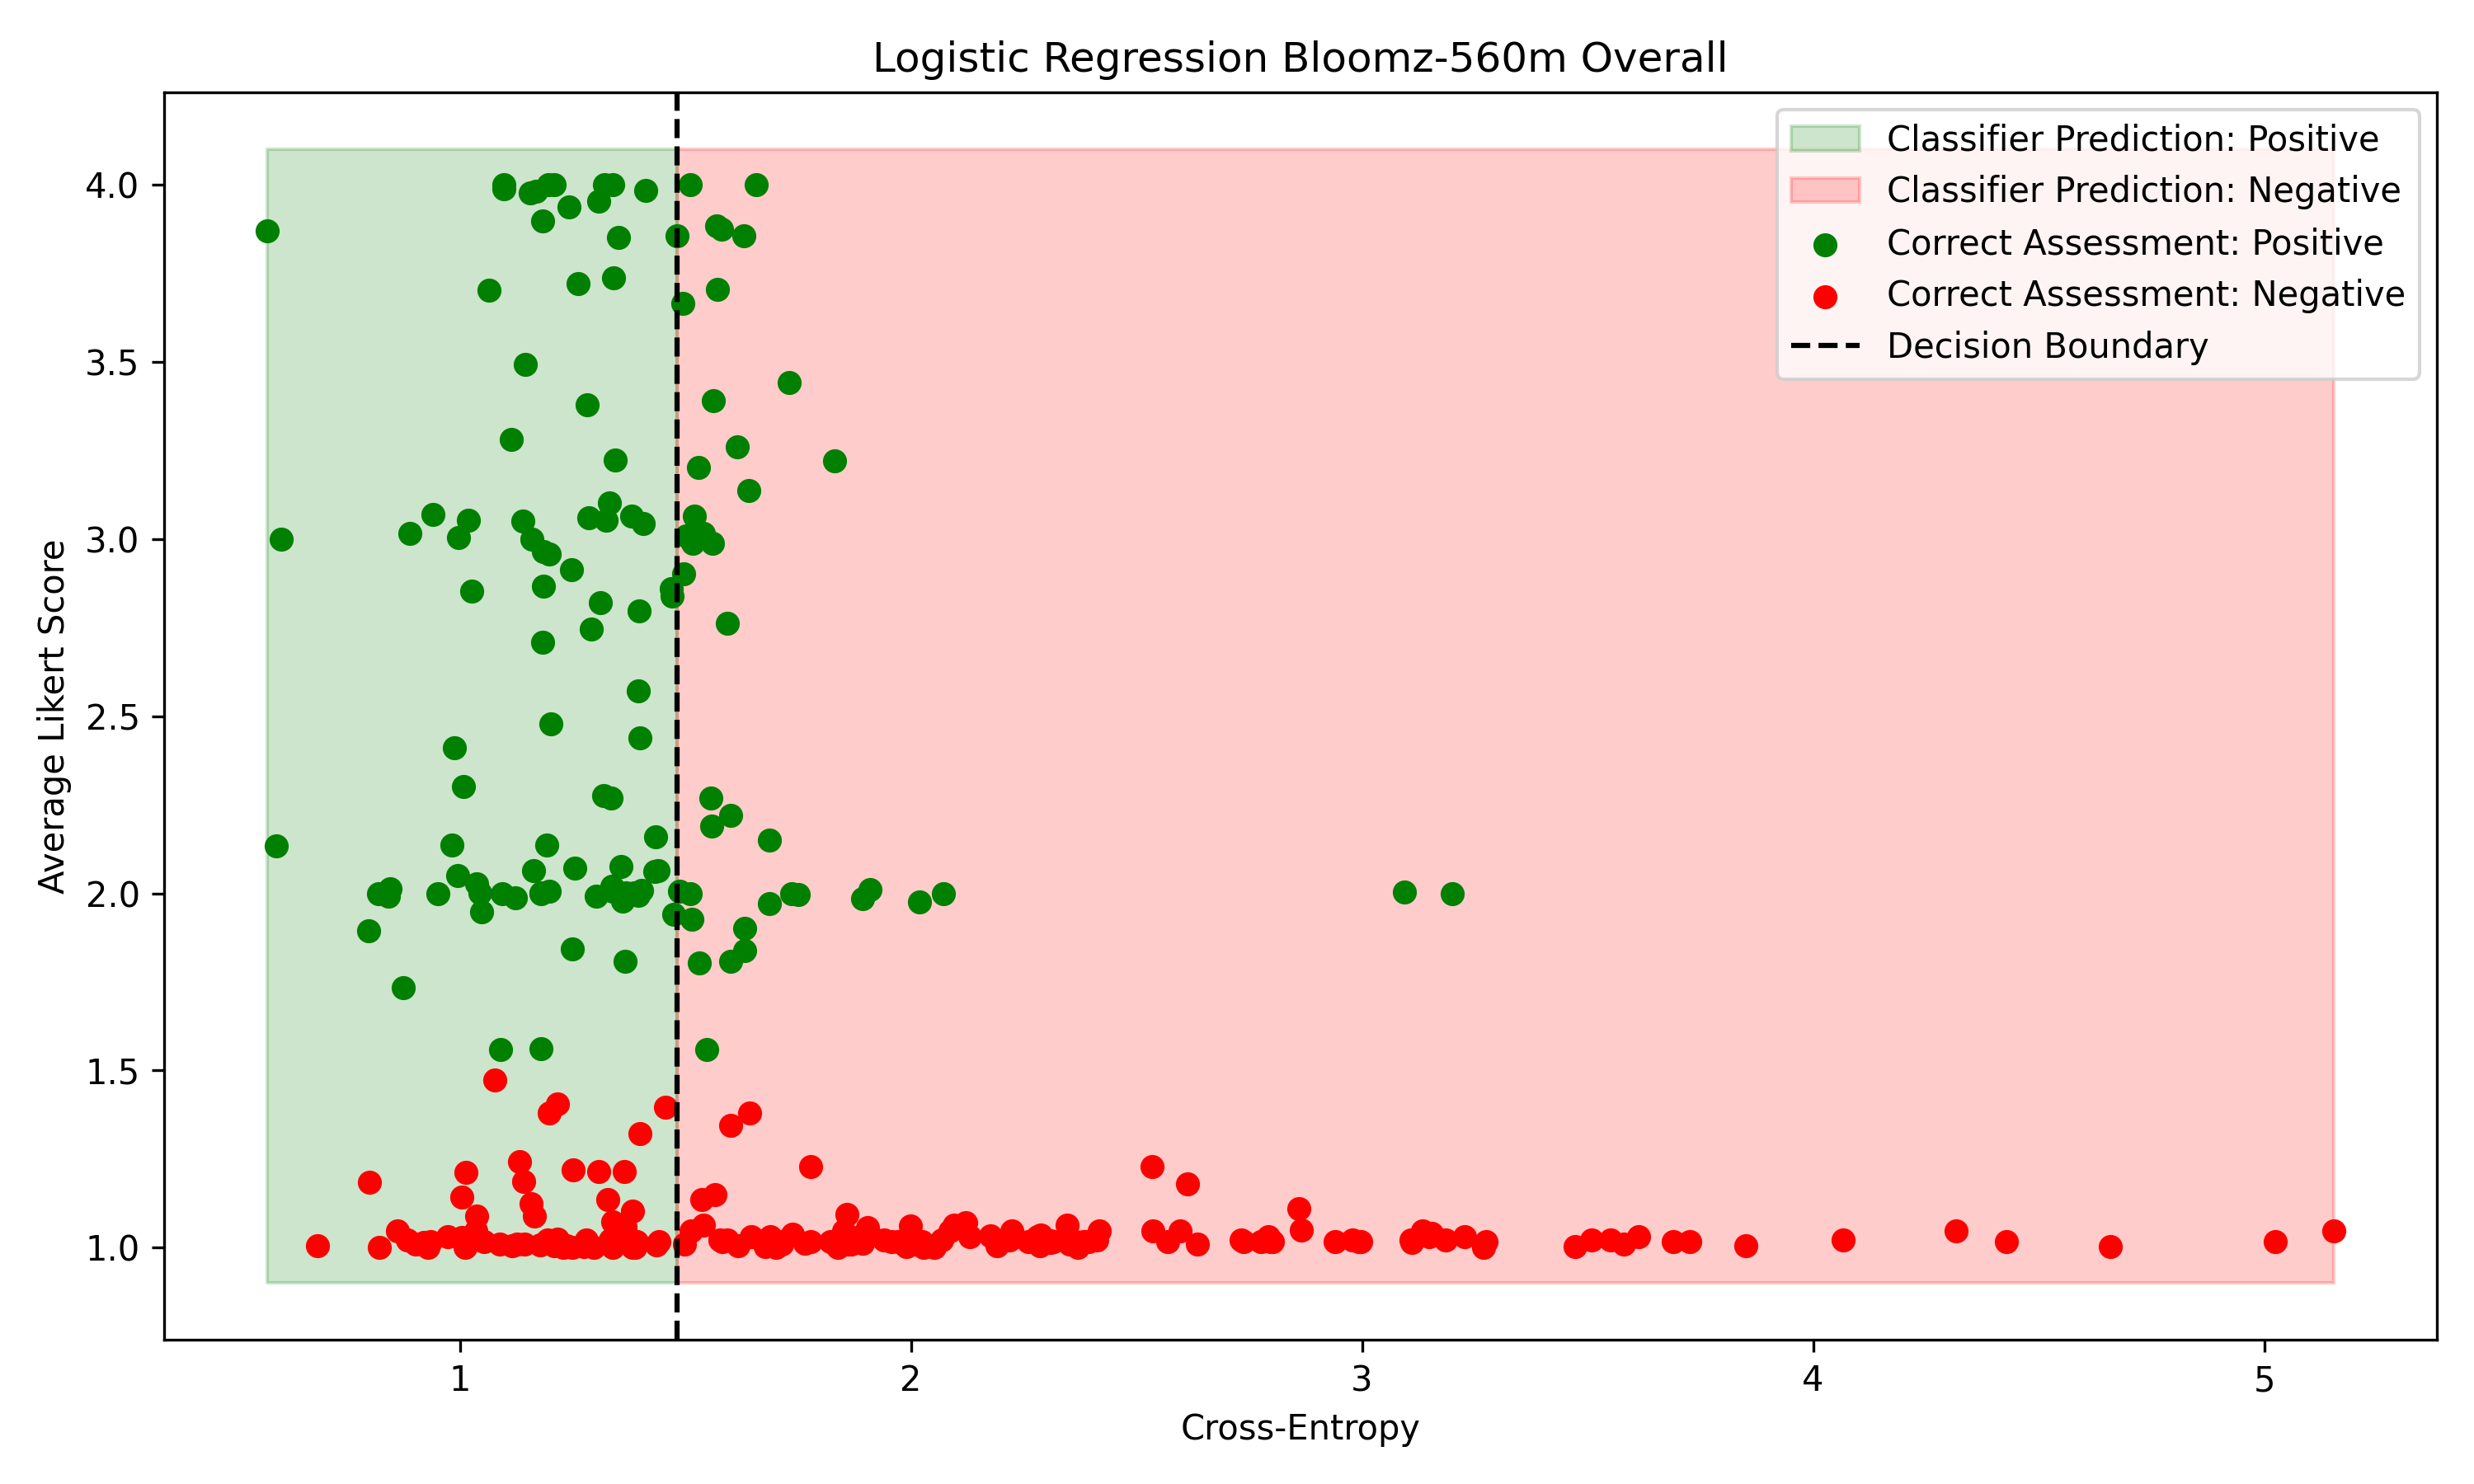 Logistic Regression Bloomz-560m Overall
Classifier Prediction: Positive
Classifier Prediction: Negative
Correct Assessment: Positive
Correct Assessment: Negative
Decision Boundary
Average Likert Score
4.0
3.5
3.0
2.5
2.0
1.5
1.0
1 2 3 4 5
Cross-Entropy